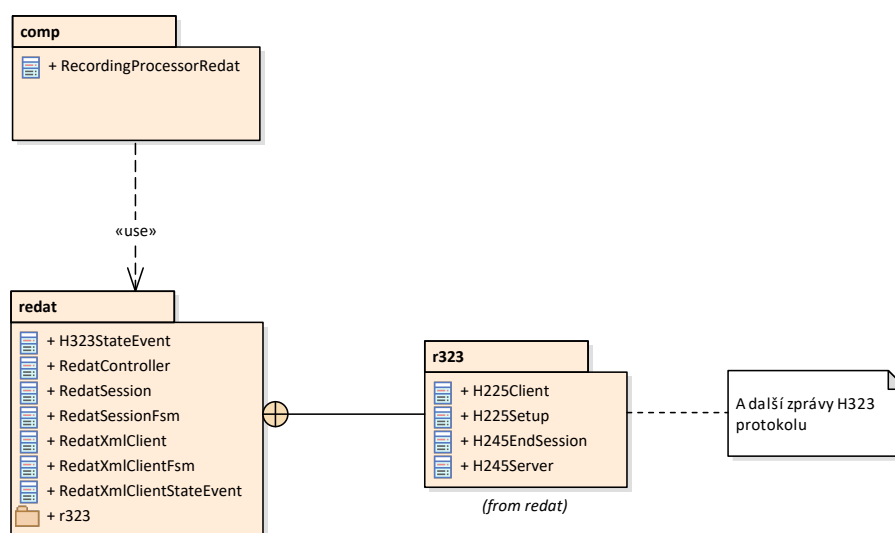 comp
+ RecordingProcessorRedat
«use»
redat
+ H323StateEvent
+ RedatController
+ RedatSession
+ RedatSessionFsm
+ RedatXmlClient
+ RedatXmlClientFsm
+ RedatXmlClientStateEvent
+ r323
r323
+ H225Client
+ H225Setup
+ H245EndSession
+ H245Server
(from redat)
A další zprávy H323
protokolu